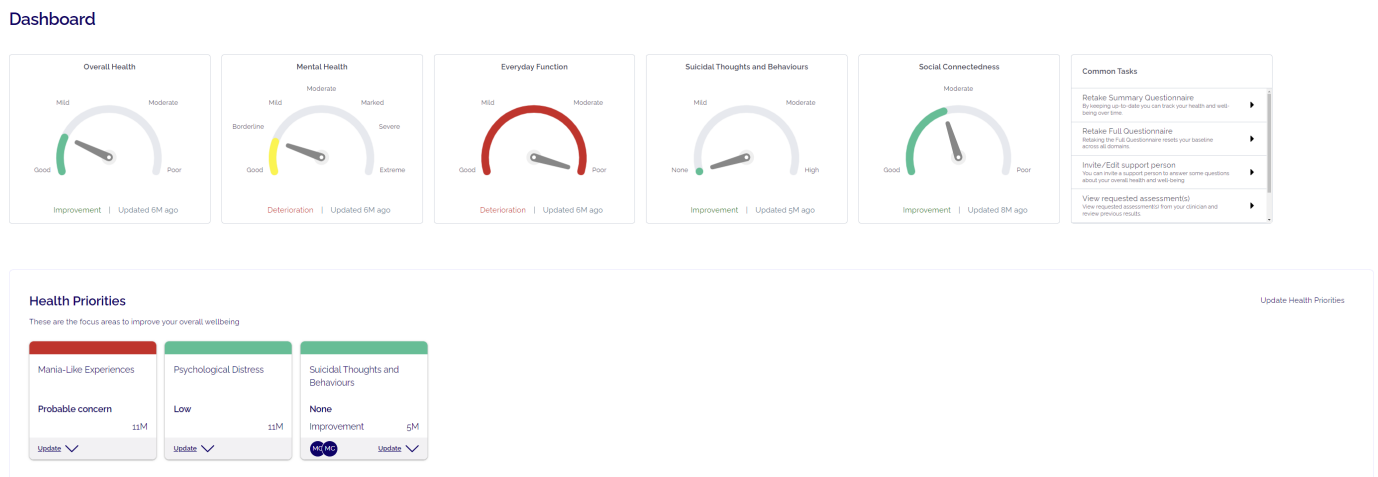 Dashboard
Overall Health
Mild
Moderate
Good
Poor
Improvement | Updated 6M ago
Mental Health
Moderate
Mild
Marked
Borderline
Severe
Good
Extreme
Deterioration | Updated 6M ago
Everyday Function
Mild
Moderate
Good
Poor
Deterioration | Updated 6M ago
Suicidal Thoughts and Behaviours
Mild
Moderate
None
High
Improvement | Updated 5M ago
Social Connectedness
Moderate
Good
Poor
Improvement | Updated 8M ago
Common Tasks
Retake Summary Questionnaire
By keeping up-to-date you can track your health and well-
being over time.
Retake Full Questionnaire
Retaking the Full Questionnaire resets your baseline
across all domains.
Invite/Edit support person
You can invite a support person to answer some questions
about your overall health and well-being.
View requested assessment(s)
View requested assessment(s) from your clinician and
review previous results.
Health Priorities
Update Health Priorities
These are the focus areas to improve your overall wellbeing
Mania-Like Experiences
Probable concern
11M
Update
Psychological Distress
Low
11M
Update
Suicidal Thoughts and
Behaviours
None
Improvement 5M
MG MG Update